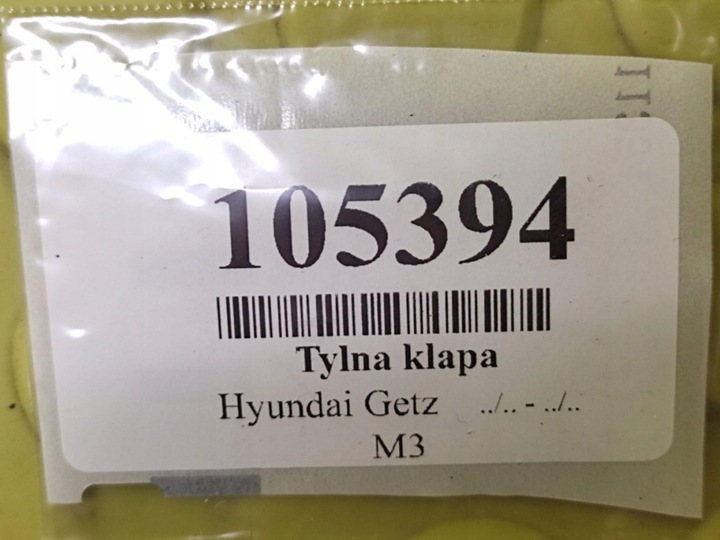 105394
Tylna klapa
Hyundai Getz ../.. - ../..
M3